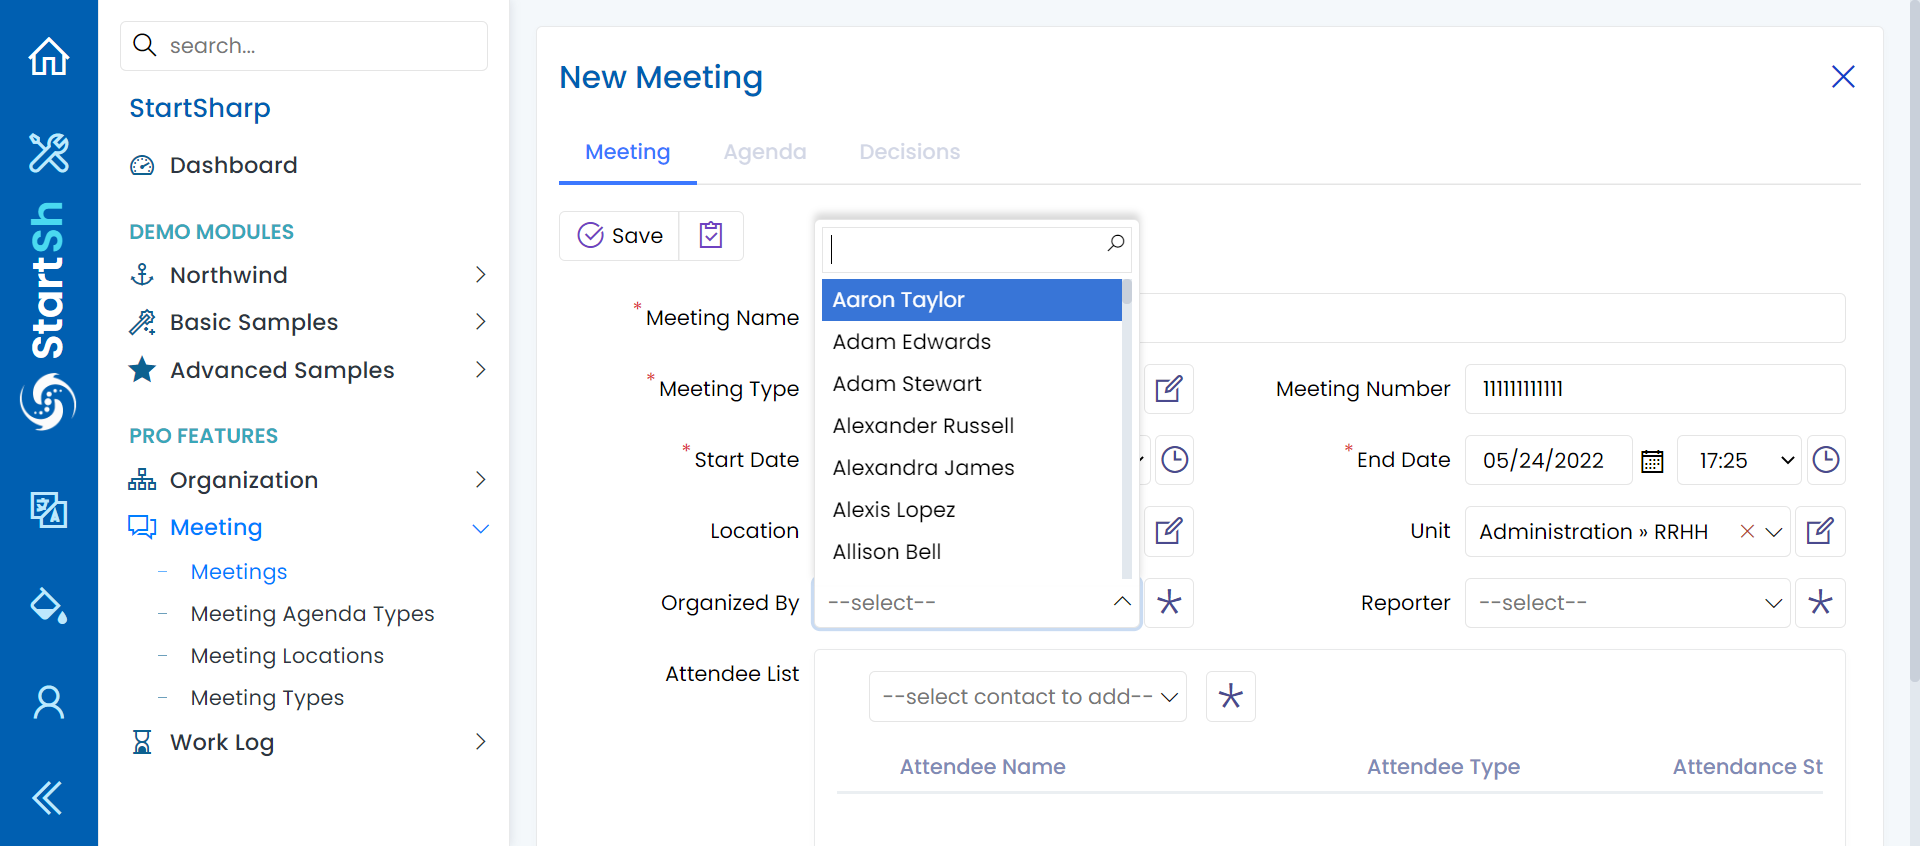 search...
StartSharp
Dashboard
DEMO MODULES
Northwind
Basic Samples
Advanced Samples
PRO FEATURES
Organization
Meeting
Meetings
Meeting Agenda Types
Meeting Locations
Meeting Types
Work Log
StartSh
New Meeting
Meeting
Agenda
Decisions
Save
* Meeting Name
* Meeting Type
Meeting Number
111111111111
* Start Date
* End Date
05/24/2022
17:25
Location
Unit
Administration » RRHH
Organized By
--select--
Reporter
--select--
Aaron Taylor
Adam Edwards
Adam Stewart
Alexander Russell
Alexandra James
Alexis Lopez
Allison Bell
Attendee List
--select contact to add--
Attendee Name
Attendee Type
Attendance St